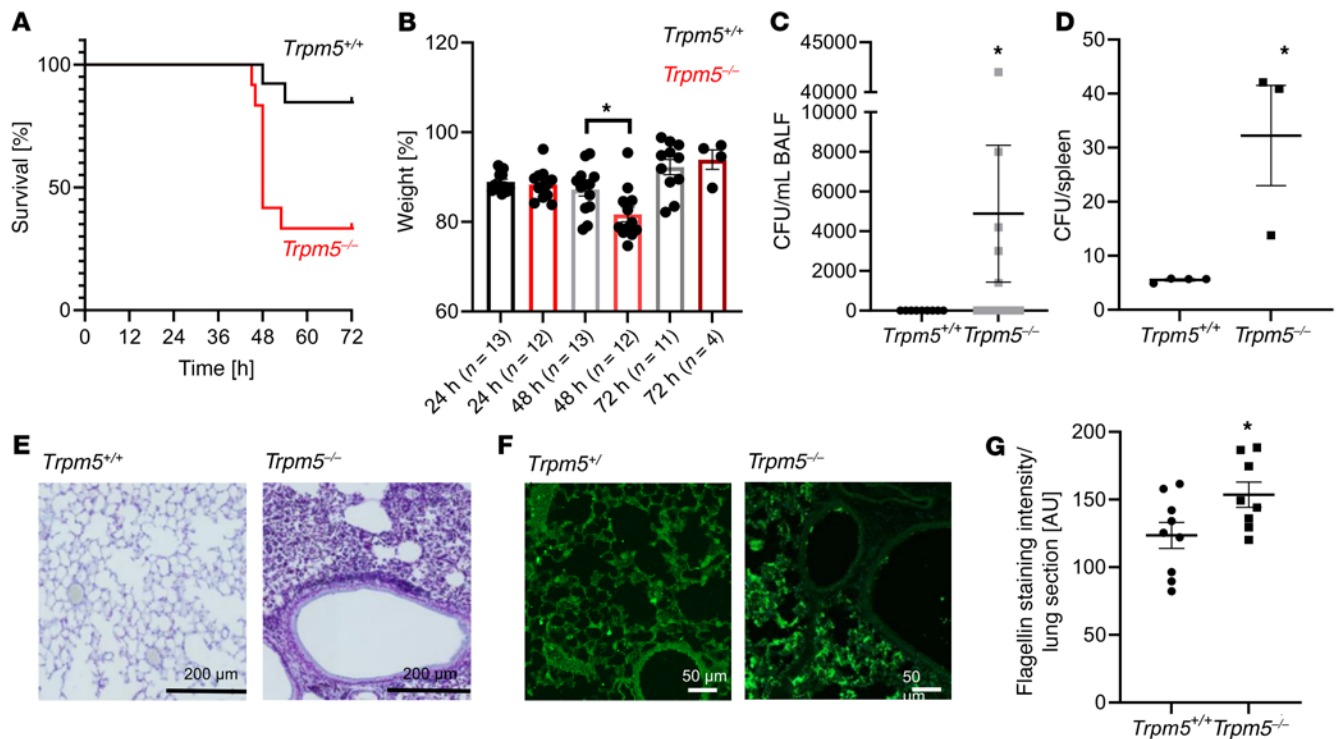 A
Trpm5+/+
Survival [%]
100
50
0
Trpm5–/–
0 12 24 36 48 60 72
Time [h]
B
Trpm5+/+
Trpm5–/–
Weight [%]
120
100
80
60
*
24 h (n = 13)
24 h (n = 12)
48 h (n = 13)
48 h (n = 12)
72 h (n = 11)
72 h (n = 4)
C
CFU/mL BALF
45000
40000
10000
8000
6000
4000
2000
0
*
Trpm5+/+ Trpm5–/–
D
CFU/spleen
50
40
30
20
10
0
*
Trpm5+/+ Trpm5–/–
E
Trpm5+/+ Trpm5–/–
200 µm 200 µm
F
Trpm5+/ Trpm5–/–
50 µm 50 µm
G
Flagellin staining intensity/
lung section [AU]
200
150
100
50
0
*
Trpm5+/+ Trpm5–/–